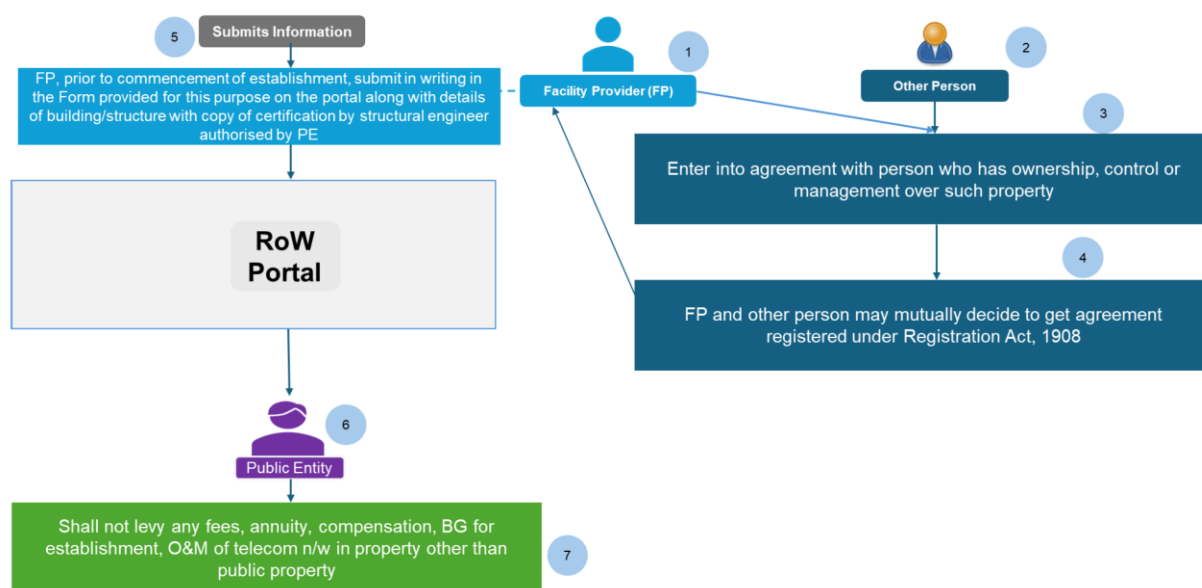 5
Submits Information
FP, prior to commencement of establishment, submit in writing in
the Form provided for this purpose on the portal along with details
of building/structure with copy of certification by structural engineer
authorised by PE
1
Facility Provider (FP)
2
Other Person
3
Enter into agreement with person who has ownership, control or
management over such property
4
FP and other person may mutually decide to get agreement
registered under Registration Act, 1908
RoW
Portal
6
Public Entity
Shall not levy any fees, annuity, compensation, BG for
establishment, O&M of telecom n/w in property other than
public property
7